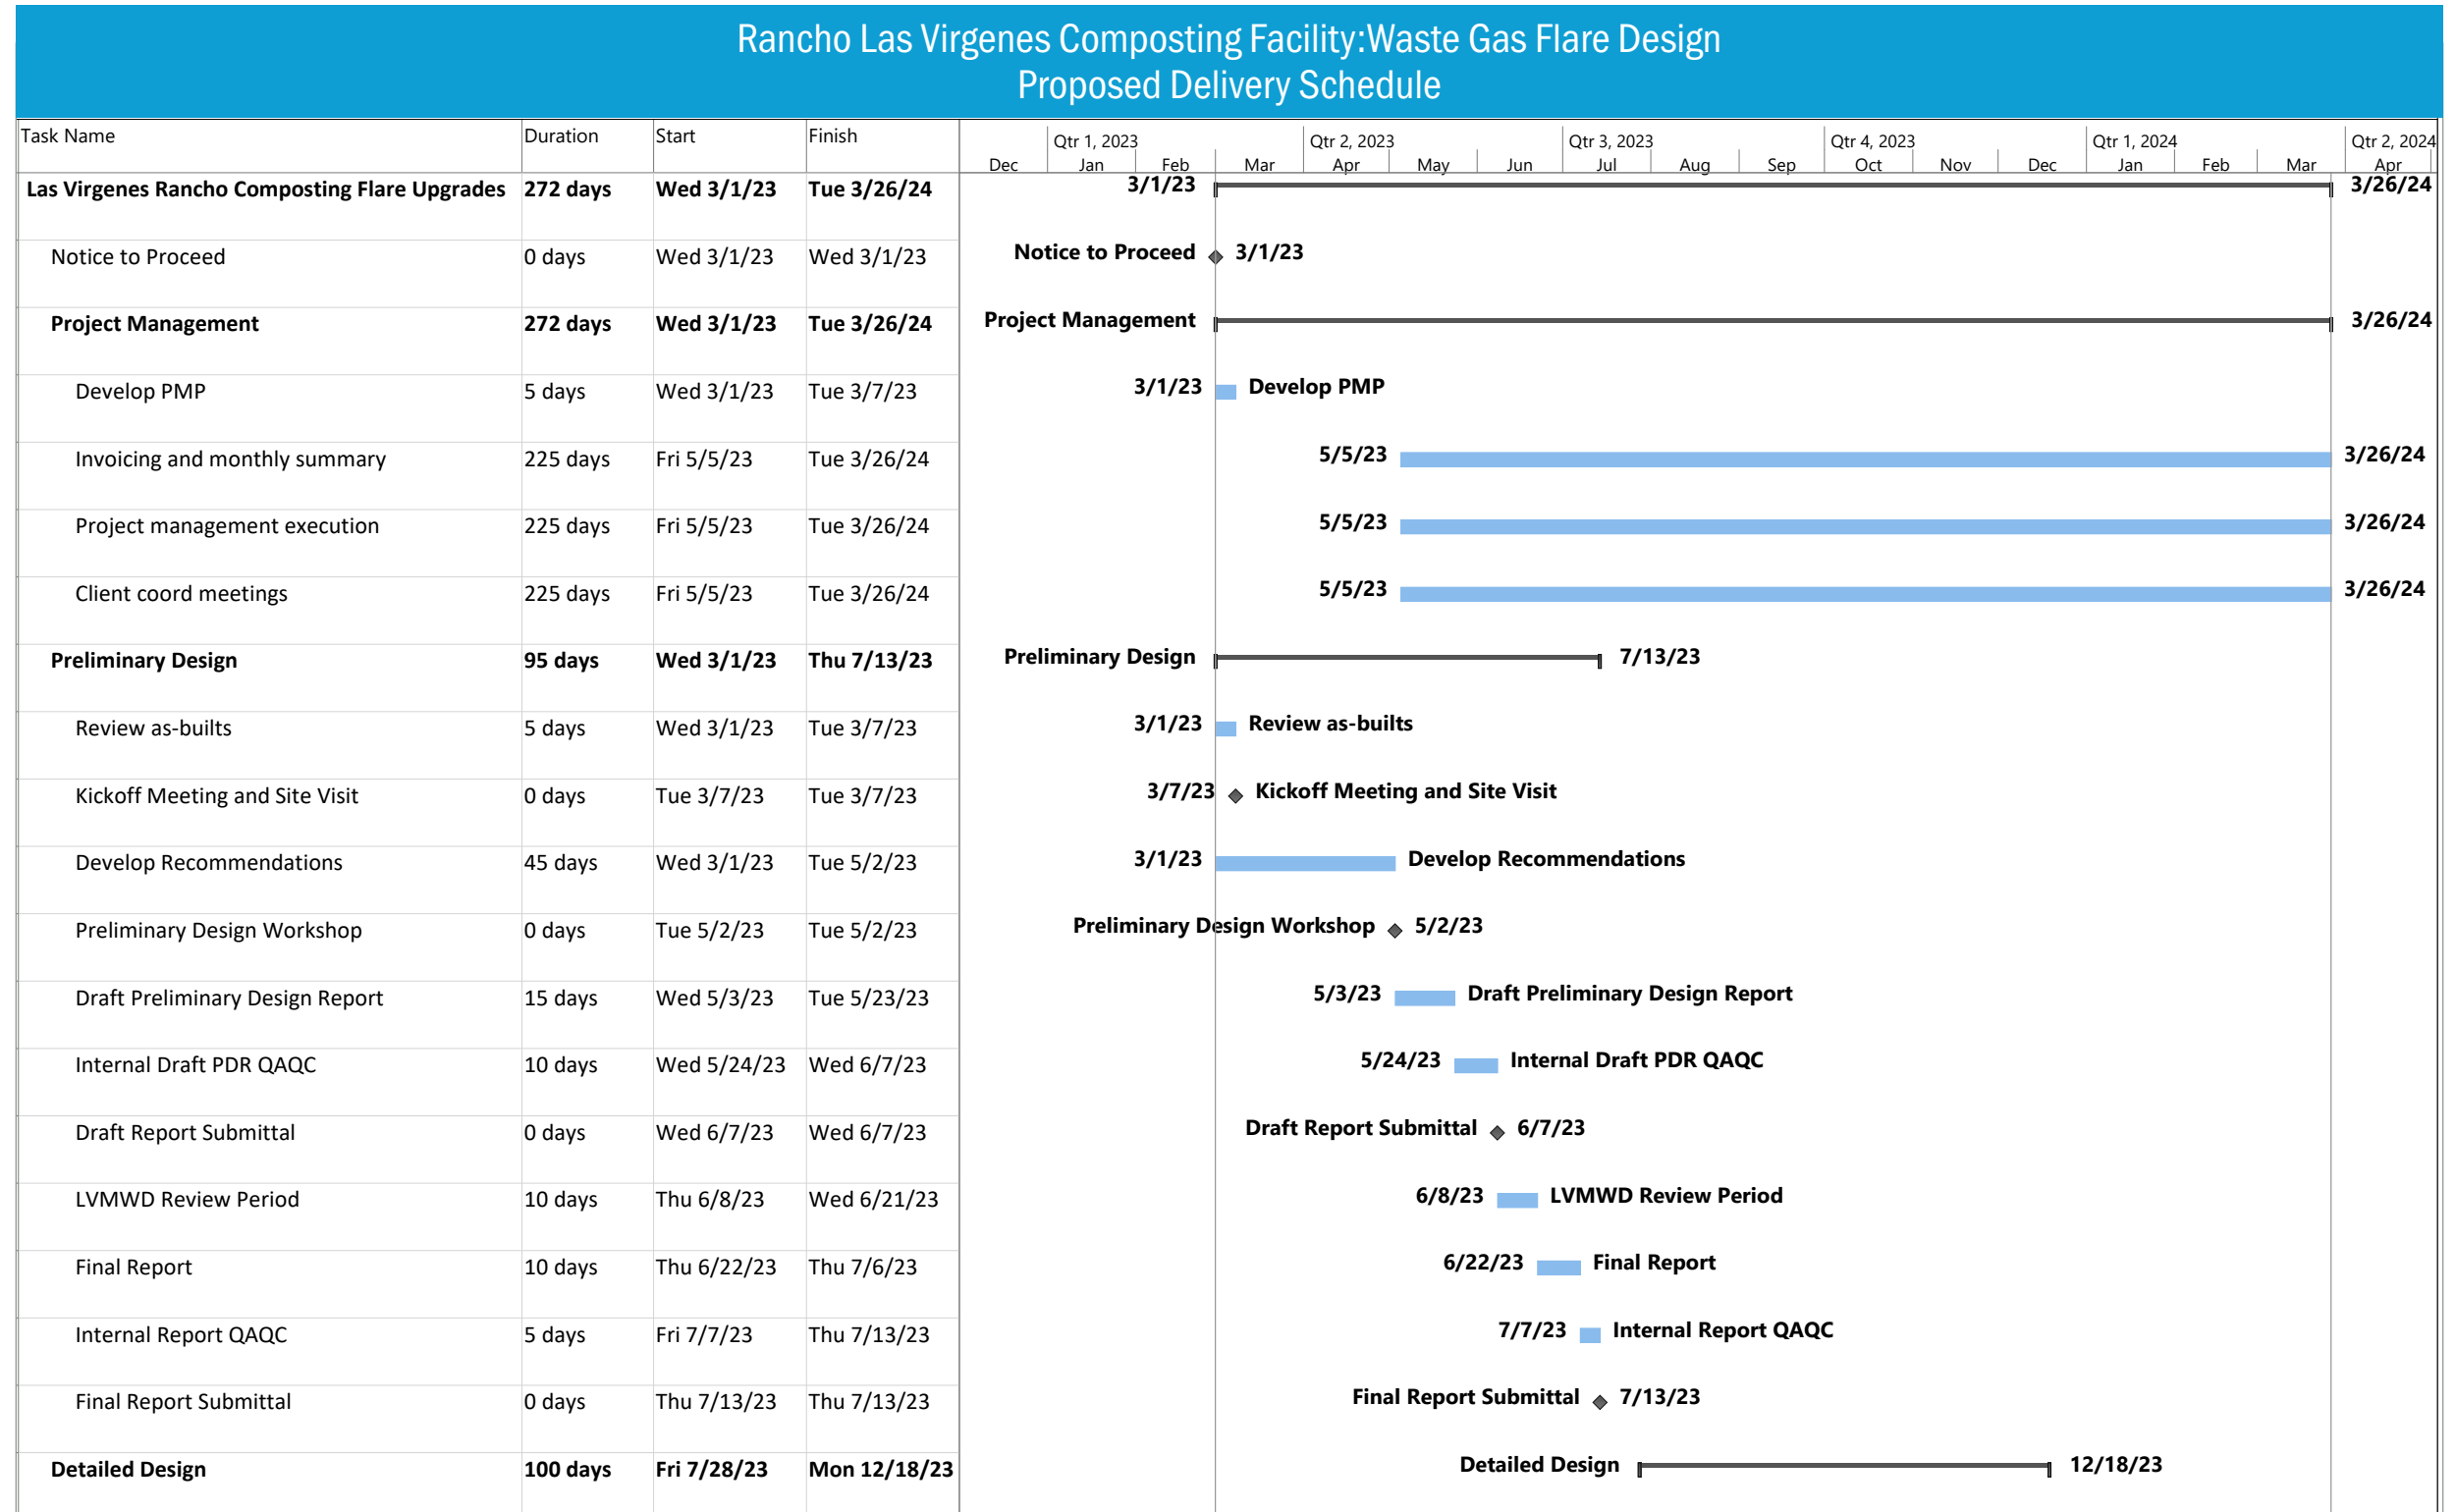 Rancho Las Virgenes Composting Facility:Waste Gas Flare Design
Proposed Delivery Schedule
Task Name Duration Start Finish
Qtr 1, 2023 Qtr 2, 2023 Qtr 3, 2023 Qtr 4, 2023 Qtr 1, 2024 Qtr 2, 2024
Dec Jan Feb Mar Apr May Jun Jul Aug Sep Oct Nov Dec Jan Feb Mar Apr
Las Virgenes Rancho Composting Flare Upgrades 272 days Wed 3/1/23 Tue 3/26/24 3/1/23 3/26/24
Notice to Proceed 0 days Wed 3/1/23 Wed 3/1/23 Notice to Proceed 3/1/23
Project Management 272 days Wed 3/1/23 Tue 3/26/24 Project Management 3/26/24
Develop PMP 5 days Wed 3/1/23 Tue 3/7/23 3/1/23 Develop PMP
Invoicing and monthly summary 225 days Fri 5/5/23 Tue 3/26/24 5/5/23 3/26/24
Project management execution 225 days Fri 5/5/23 Tue 3/26/24 5/5/23 3/26/24
Client coord meetings 225 days Fri 5/5/23 Tue 3/26/24 5/5/23 3/26/24
Preliminary Design 95 days Wed 3/1/23 Thu 7/13/23 Preliminary Design 7/13/23
Review as-builts 5 days Wed 3/1/23 Tue 3/7/23 3/1/23 Review as-builts
Kickoff Meeting and Site Visit 0 days Tue 3/7/23 Tue 3/7/23 3/7/23 Kickoff Meeting and Site Visit
Develop Recommendations 45 days Wed 3/1/23 Tue 5/2/23 3/1/23 Develop Recommendations
Preliminary Design Workshop 0 days Tue 5/2/23 Tue 5/2/23 Preliminary Design Workshop 5/2/23
Draft Preliminary Design Report 15 days Wed 5/3/23 Tue 5/23/23 5/3/23 Draft Preliminary Design Report
Internal Draft PDR QAQC 10 days Wed 5/24/23 Wed 6/7/23 5/24/23 Internal Draft PDR QAQC
Draft Report Submittal 0 days Wed 6/7/23 Wed 6/7/23 Draft Report Submittal 6/7/23
LVMWD Review Period 10 days Thu 6/8/23 Wed 6/21/23 6/8/23 LVMWD Review Period
Final Report 10 days Thu 6/22/23 Thu 7/6/23 6/22/23 Final Report
Internal Report QAQC 5 days Fri 7/7/23 Thu 7/13/23 7/7/23 Internal Report QAQC
Final Report Submittal 0 days Thu 7/13/23 Thu 7/13/23 Final Report Submittal 7/13/23
Detailed Design 100 days Fri 7/28/23 Mon 12/18/23 Detailed Design 12/18/23